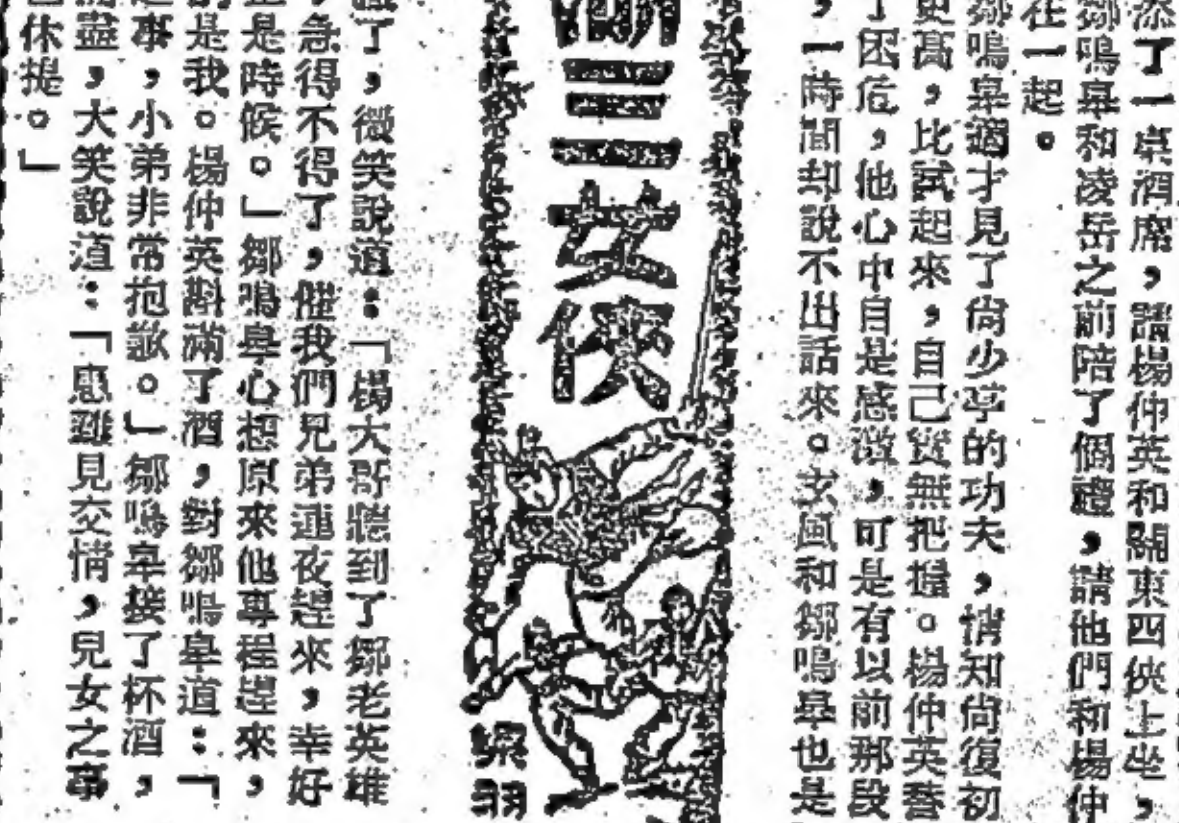 然了一桌酒席，請楊仲英和關東四俠上坐，
鄒鳴皋和凌岳之前陪了個禮，請他們和楊仲
在一起。
鄒鳴皋適才見了尙少亭的功夫，情知尙復初
更高，比試起來，自己實無把握。楊仲英替
了困危，他心中自是感激，可是有以前那段
，一時間却說不出話來。玄風和鄒鳴皋也是
三女俠
梁羽
了，微笑說道：「楊大哥聽到了鄒老英雄
，急得不得了，催我們兄弟連夜趕來，幸好
正是時候。」鄒鳴皋心想原來他專程趕來，
的是我。楊仲英斟滿了酒，對鄒鳴皋道：「
事，小弟非常抱歉。」鄒鳴皋接了杯酒，
盡，大笑說道：「患難見交情，兒女之事
休提。」